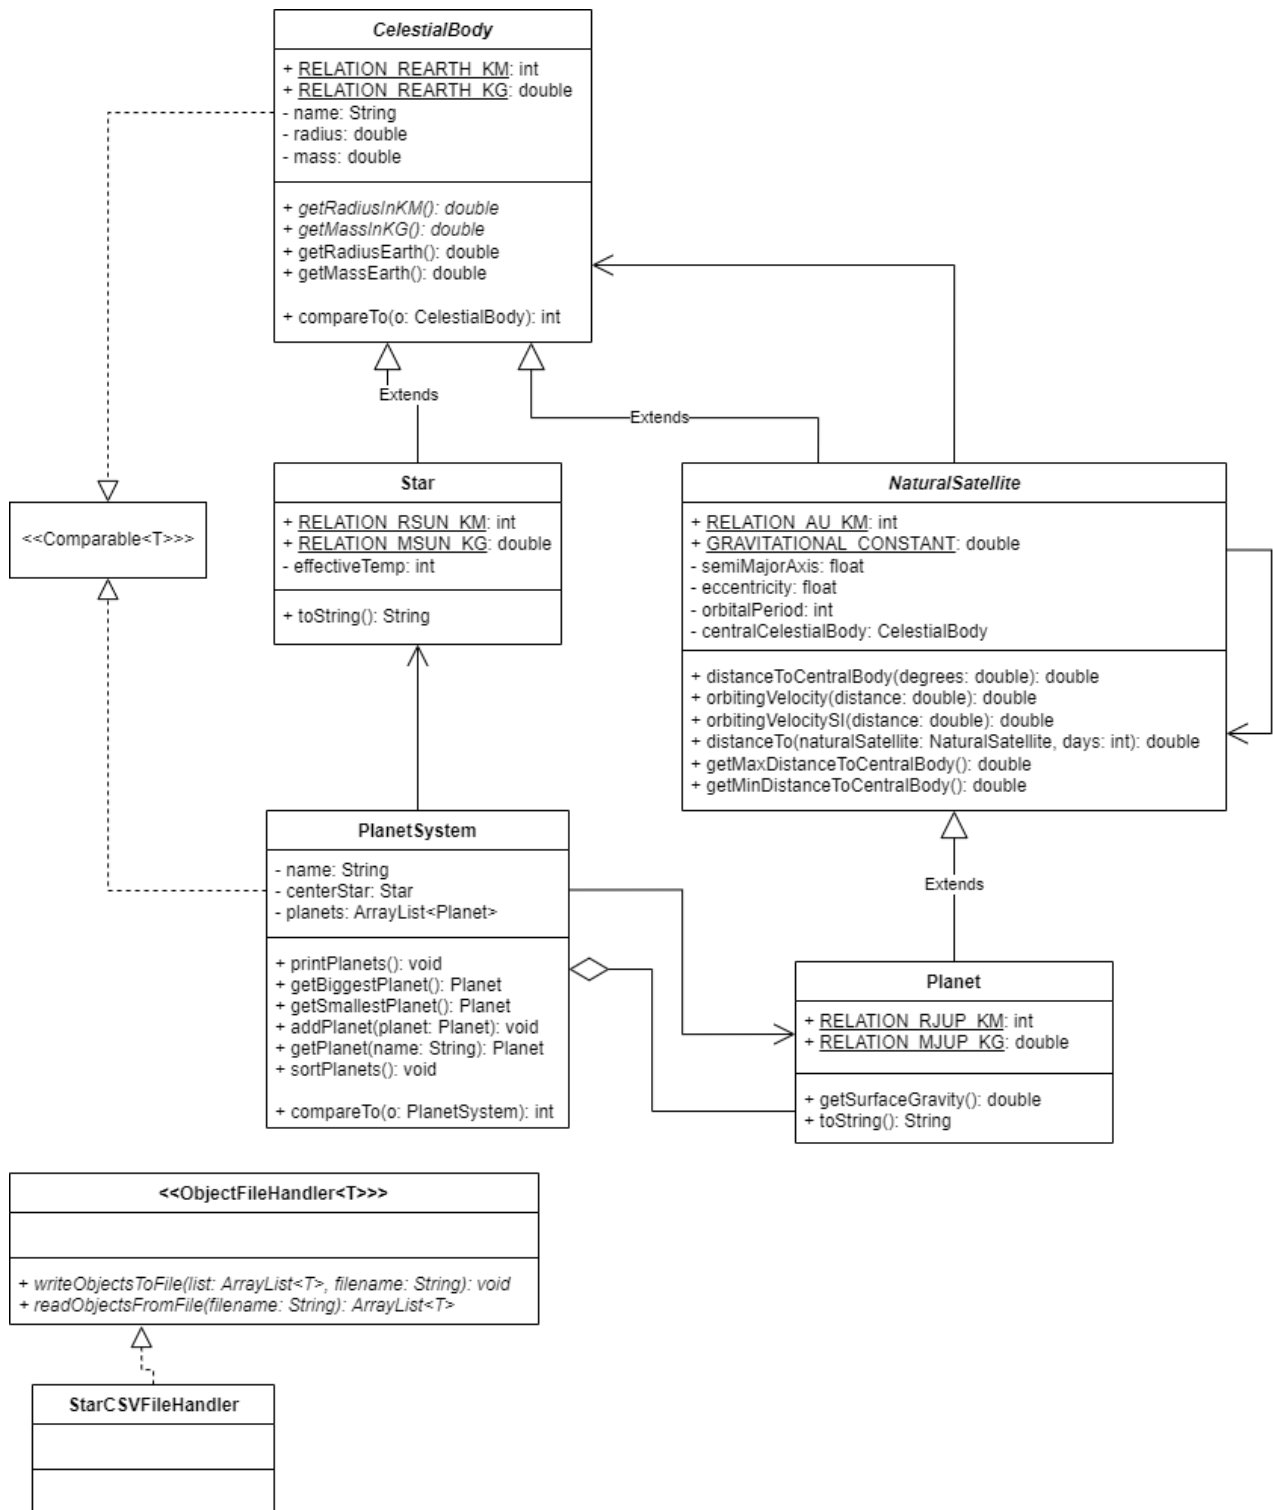 CelestialBody
+ RELATION_REARTH_KM: int
+ RELATION_REARTH_KG: double
- name: String
- radius: double
- mass: double
+ getRadiusInKM(): double
+ getMassInKG(): double
+ getRadiusEarth(): double
+ getMassEarth(): double
+ compareTo(o: CelestialBody): int
Extends
Extends
Star
+ RELATION_RSUN_KM: int
+ RELATION_MSUN_KG: double
- effectiveTemp: int
+ toString(): String
NaturalSatellite
+ RELATION_AU_KM: int
+ GRAVITATIONAL_CONSTANT: double
- semiMajorAxis: float
- eccentricity: float
- orbitalPeriod: int
- centralCelestialBody: CelestialBody
+ distanceToCentralBody(degrees: double): double
+ orbitingVelocity(distance: double): double
+ orbitingVelocitySI(distance: double): double
+ distanceTo(naturalSatellite: NaturalSatellite, days: int): double
+ getMaxDistanceToCentralBody(): double
+ getMinDistanceToCentralBody(): double
<<Comparable<T>>>
PlanetSystem
- name: String
- centerStar: Star
- planets: ArrayList<Planet>
+ printPlanets(): void
+ getBiggestPlanet(): Planet
+ getSmallestPlanet(): Planet
+ addPlanet(planet: Planet): void
+ getPlanet(name: String): Planet
+ sortPlanets(): void
+ compareTo(o: PlanetSystem): int
Extends
Planet
+ RELATION_RJUP_KM: int
+ RELATION_MJUP_KG: double
+ getSurfaceGravity(): double
+ toString(): String
<<ObjectFileHandler<T>>>
+ writeObjectsToFile(list: ArrayList<T>, filename: String): void
+ readObjectsFromFile(filename: String): ArrayList<T>
StarCSVFileHandler